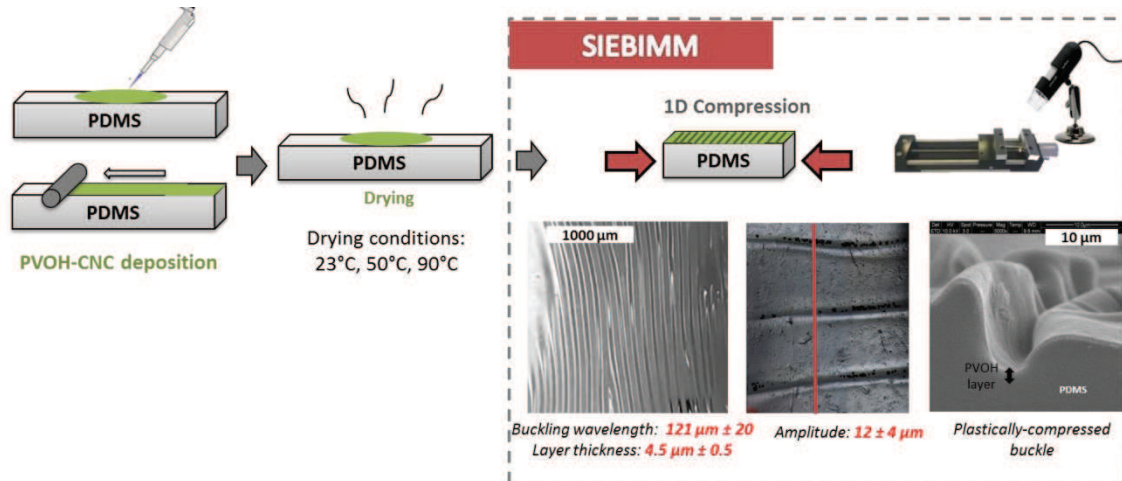 SIEBIMM
PDMS
PDMS
PVOH-CNC deposition
PDMS
Drying
Drying conditions:
23°C, 50°C, 90°C
1D Compression
PDMS
1000 µm
10 µm
PVOH
layer
PDMS
Buckling wavelength: 121 µm ± 20
Layer thickness: 4.5 µm ± 0.5
Amplitude: 12 ± 4 µm
Plastically-compressed
buckle